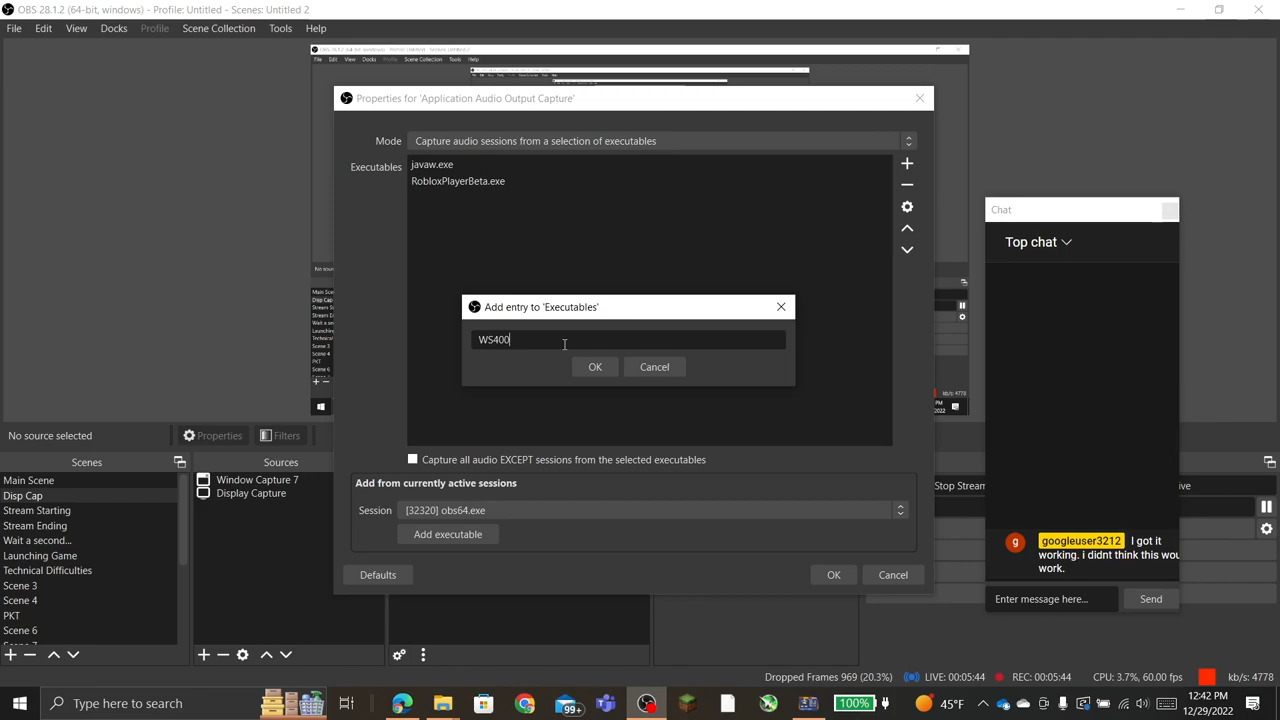 OBS 28.1.2 (64-bit, windows) - Profile: Untitled - Scenes: Untitled 2
File Edit View Docks Profile Scene Collection Tools Help
Properties for 'Application Audio Output Capture'
Mode Capture audio sessions from a selection of executables
Executables
javaw.exe
RobloxPlayerBeta.exe
Add entry to 'Executables'
WS400
OK Cancel
Capture all audio EXCEPT sessions from the selected executables
Add from currently active sessions
Session [32320] obs64.exe
Add executable
Defaults OK Cancel
Chat
Top chat
g googleuser3212 I got it
working. i didnt think this wou
work.
Enter message here... Send
No source selected Properties Filters
Scenes
Main Scene
Disp Cap
Stream Starting
Stream Ending
Wait a second...
Launching Game
Technical Difficulties
Scene 3
Scene 4
PKT
Scene 6
Sources
Window Capture 7
Display Capture
Stop Stream
ive
kb/s: 4778
PM
2022
Dropped Frames 969 (20.3%) LIVE: 00:05:44 REC: 00:05:44 CPU: 3.7%, 60.00 fps kb/s: 4778
Type here to search
99+
100%
45°F
12:42 PM
12/29/2022